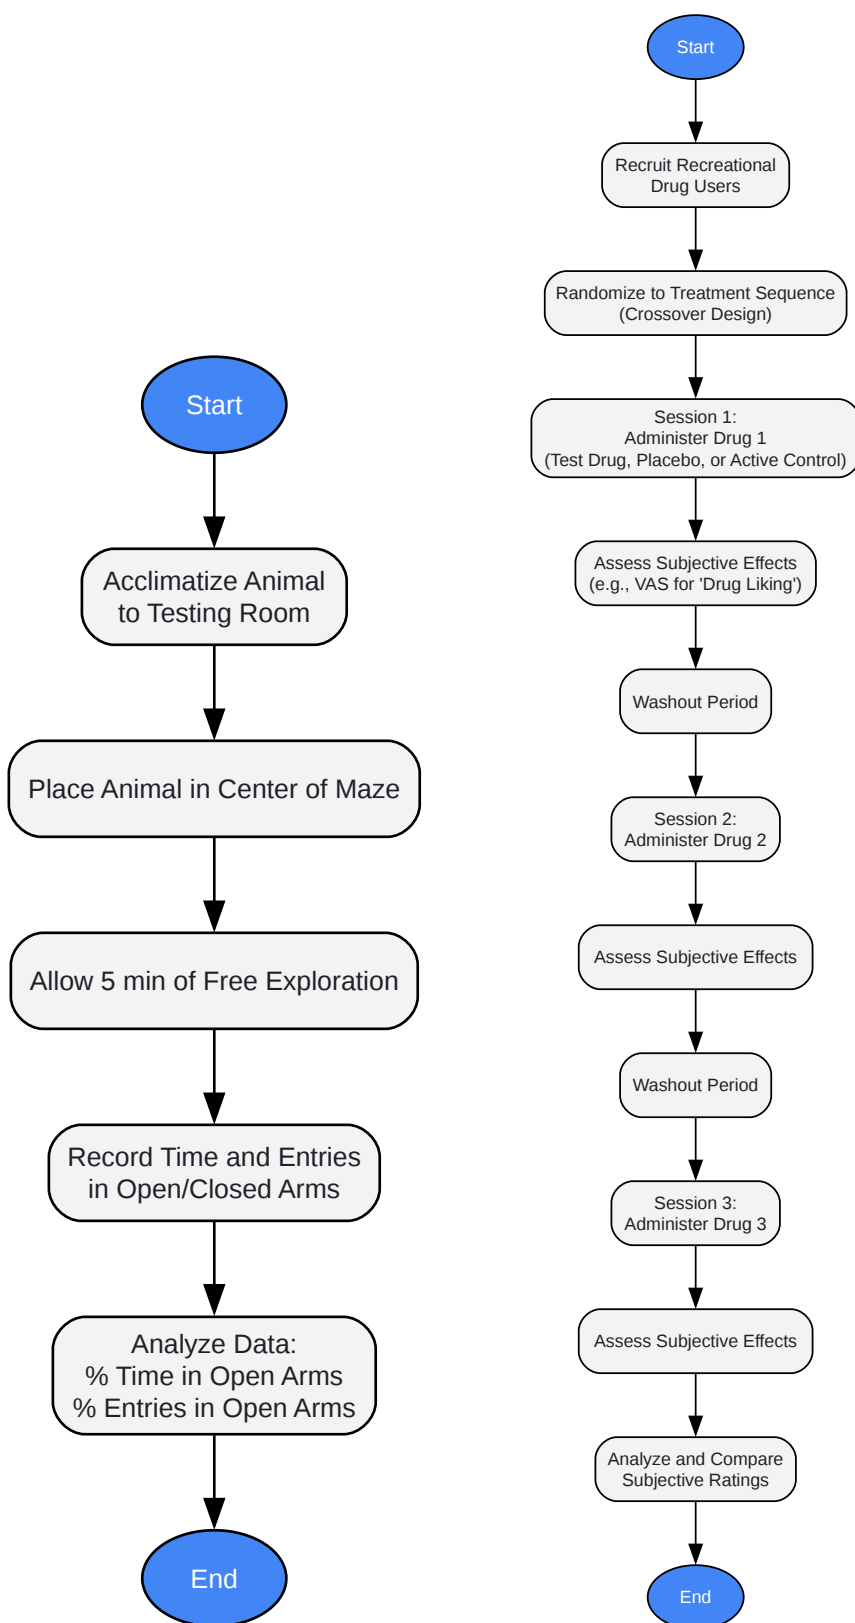 Start
Acclimatize Animal
to Testing Room
Place Animal in Center of Maze
Allow 5 min of Free Exploration
Record Time and Entries
in Open/Closed Arms
Analyze Data:
% Time in Open Arms
% Entries in Open Arms
End
Start
Recruit Recreational
Drug Users
Randomize to Treatment Sequence
(Crossover Design)
Session 1:
Administer Drug 1
(Test Drug, Placebo, or Active Control)
Assess Subjective Effects
(e.g., VAS for 'Drug Liking')
Washout Period
Session 2:
Administer Drug 2
Assess Subjective Effects
Washout Period
Session 3:
Administer Drug 3
Assess Subjective Effects
Analyze and Compare
Subjective Ratings
End